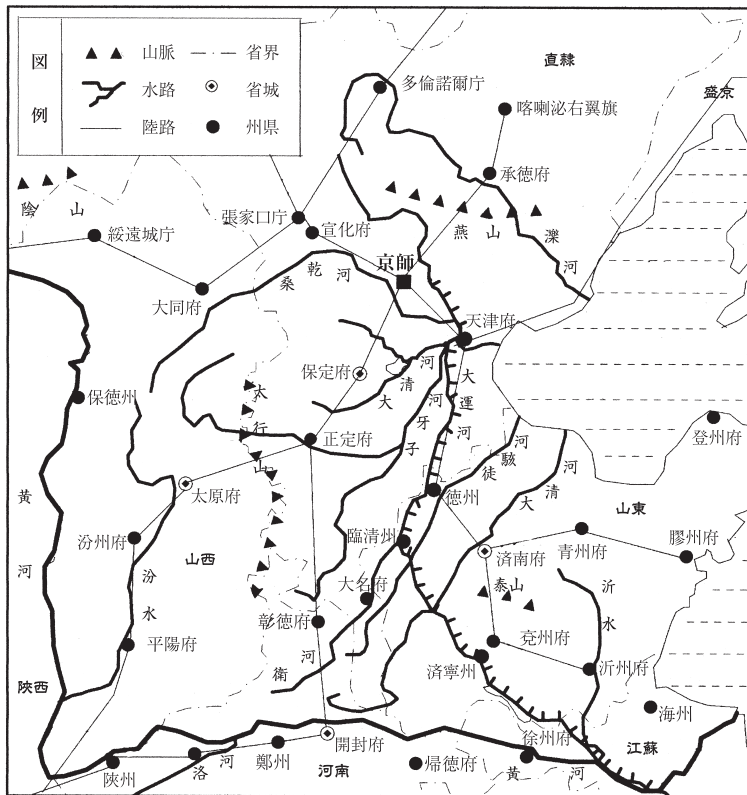 図例
山脈
省界
水路
省城
陸路
州県
直隷
盛京
多倫諾爾庁
喀喇泌右翼旗
承徳府
陰山
綏遠城庁
張家口庁
宣化府
燕山
灤河
京師
桑乾河
大同府
天津府
保定府
大清河
子牙河
大運河
保徳州
太行山
正定府
徒駭河
大清河
登州府
太原府
徳州
山東
黄河
汾州府
山西
臨清州
済南府
青州府
膠州府
汾水
大名府
泰山
沂水
彰徳府
平陽府
衛河
兗州府
済寧州
沂州府
陝西
海州
開封府
徐州府
江蘇
陝州
洛河
鄭州
河南
帰徳府
黄河